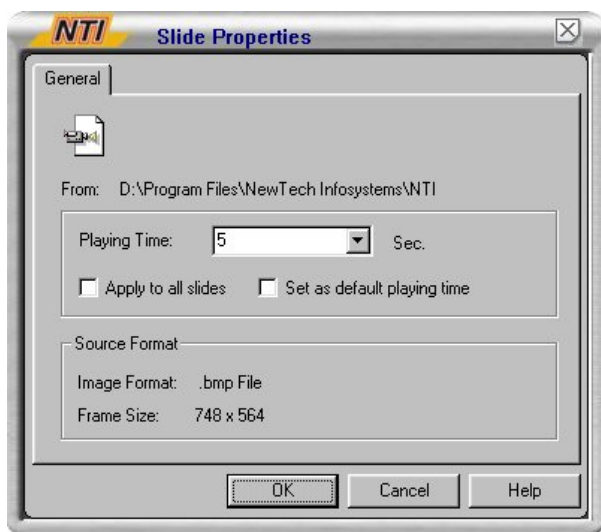 NTI Slide Properties
General
From: D:\Program Files\NewTech Infosystems\NTI
Playing Time: 5 Sec.
Apply to all slides Set as default playing time
Source Format
Image Format: .bmp File
Frame Size: 748 x 564
OK Cancel Help